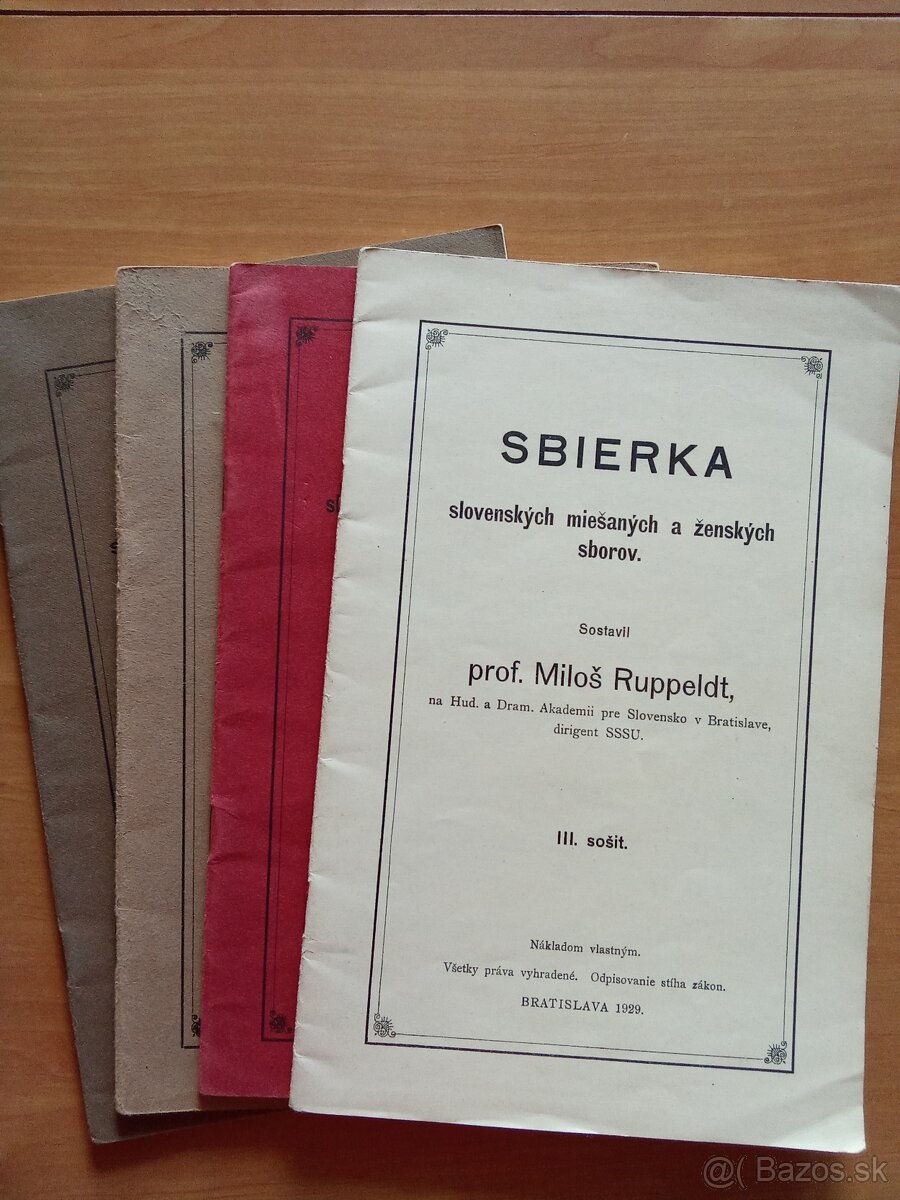 SBIERKA
slovenských miešaných a ženských
sborov.
Sostavil
prof. Miloš Ruppeldt,
na Hud. a Dram. Akademii pre Slovensko v Bratislave,
dirigent SSSU.
III. sošit.
Nákladom vlastným.
Všetky práva vyhradené. Odpisovanie stíha zákon.
BRATISLAVA 1929.
@( Bazos.sk